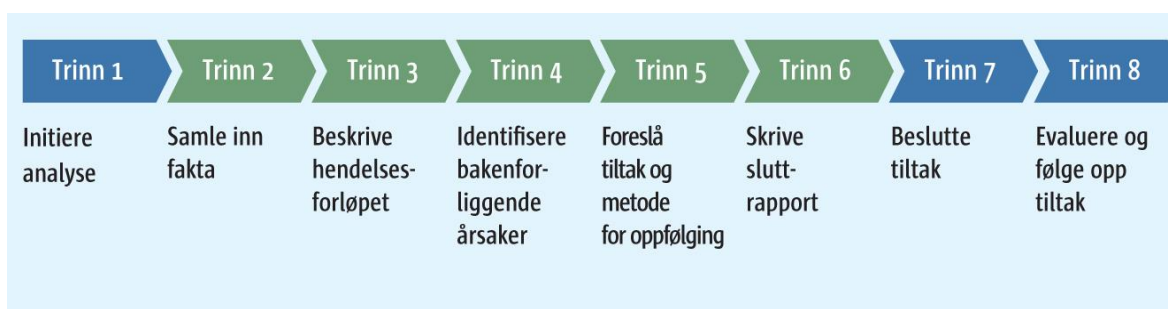 Trinn 1
Trinn 2
Trinn 3
Trinn 4
Trinn 5
Trinn 6
Trinn 7
Trinn 8
Initiere
analyse
Samle inn
fakta
Beskrive
hendelses-
forløpet
Identifisere
bakenfor-
liggende
årsaker
Foreslå
tiltak og
metode
for oppfølging
Skrive
slutt-
rapport
Beslutte
tiltak
Evaluere og
følge opp
tiltak